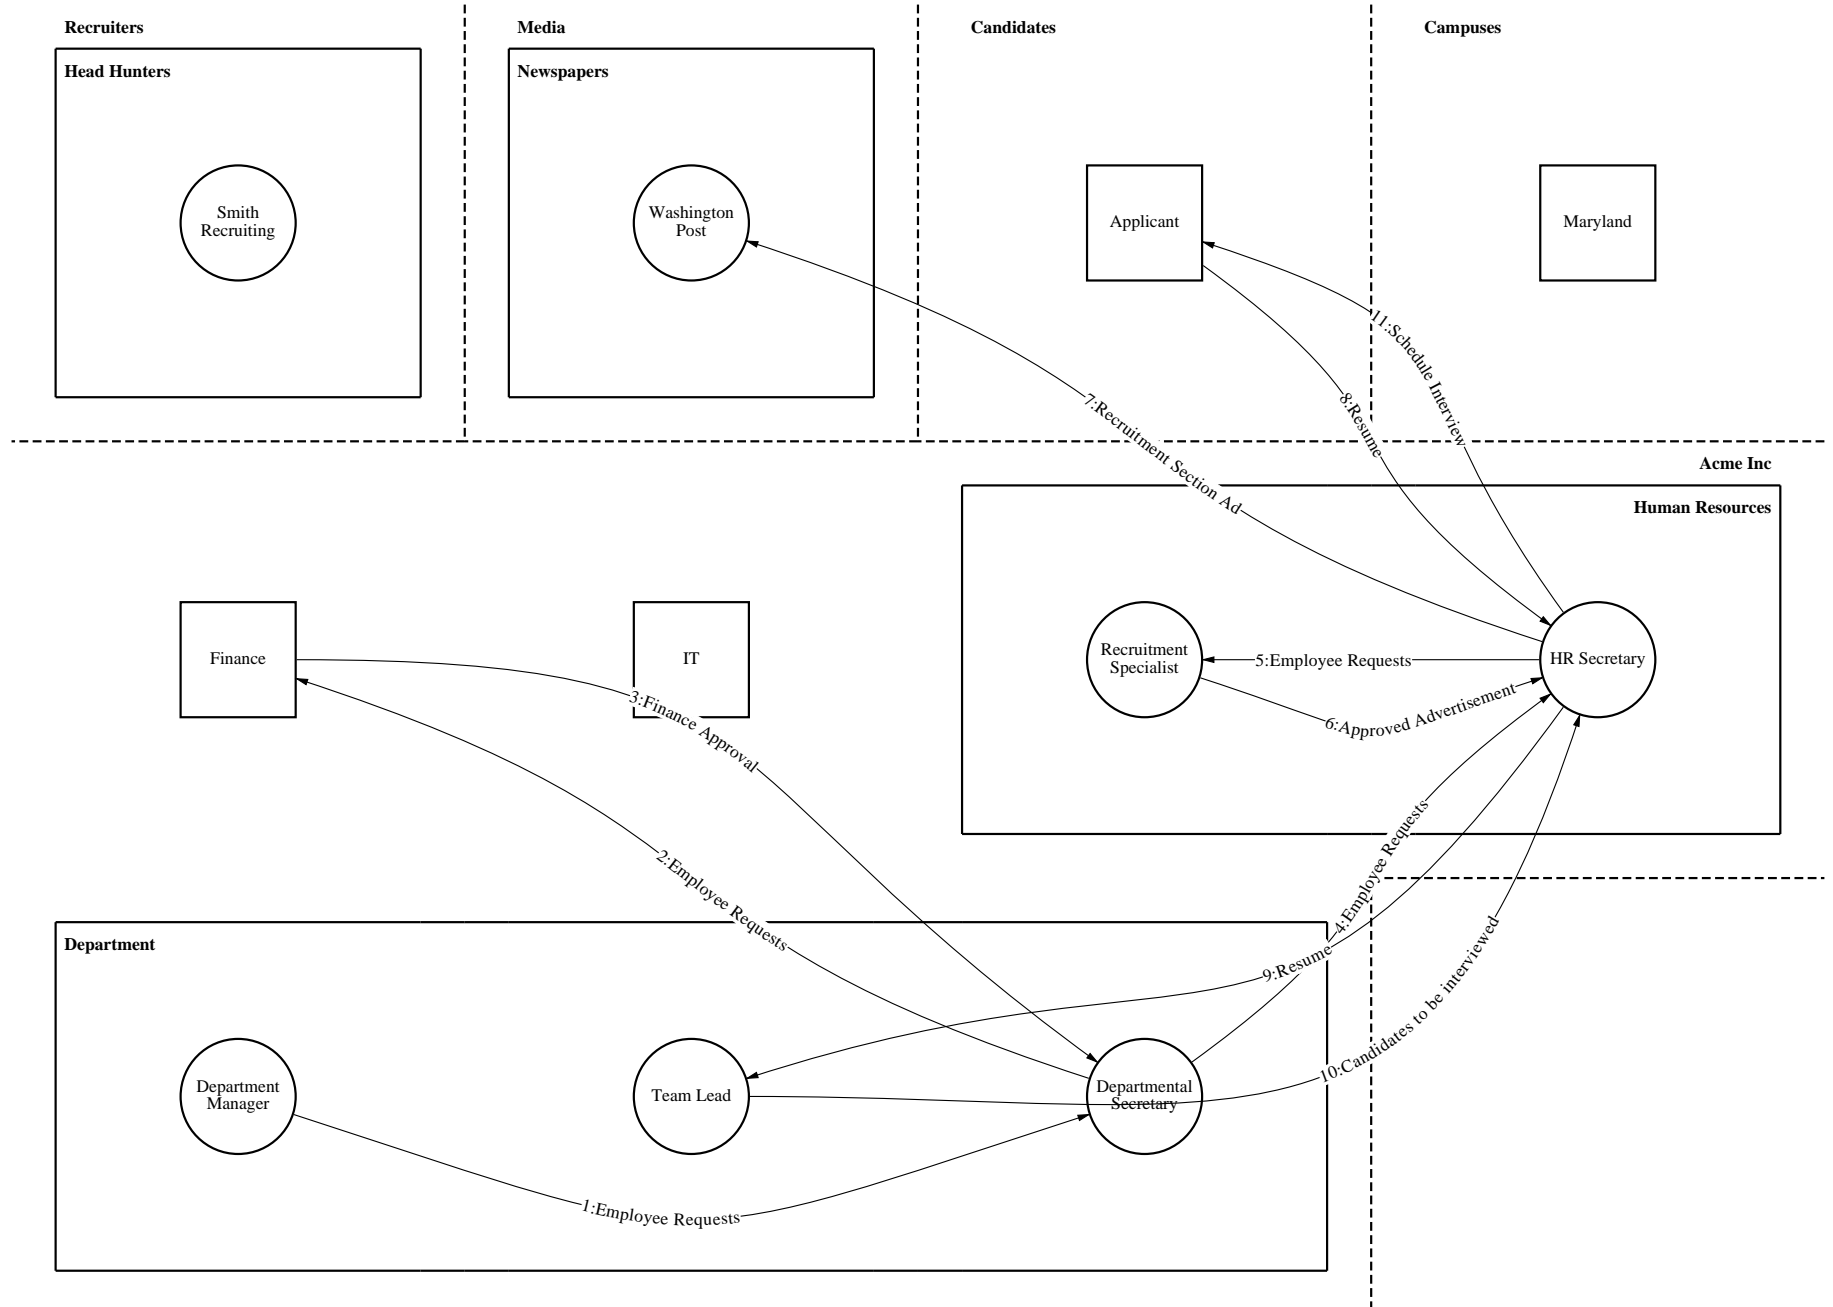 Recruiters
Media
Candidates
Campuses
Head Hunters
Newspapers
Smith
Recruiting
Washington
Post
Applicant
Maryland
11:Schedule Interview
8:Resume
7:Recruitment Section Ad
Acme Inc
Human Resources
Finance
IT
Recruitment
Specialist
HR Secretary
5:Employee Requests
6:Approved Advertisement
3:Finance Approval
2:Employee Requests
4:Employee Requests
Department
9:Resume
10:Candidates to be interviewed
Department
Manager
Team Lead
Departmental
Secretary
1:Employee Requests